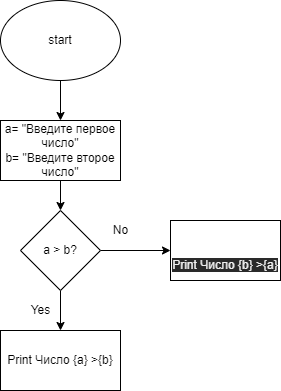 start
a= "Введите первое
число"
b= "Введите второе
число"
a > b?
No
Print Число {b} >{a}
Yes
Print Число {a} >{b}